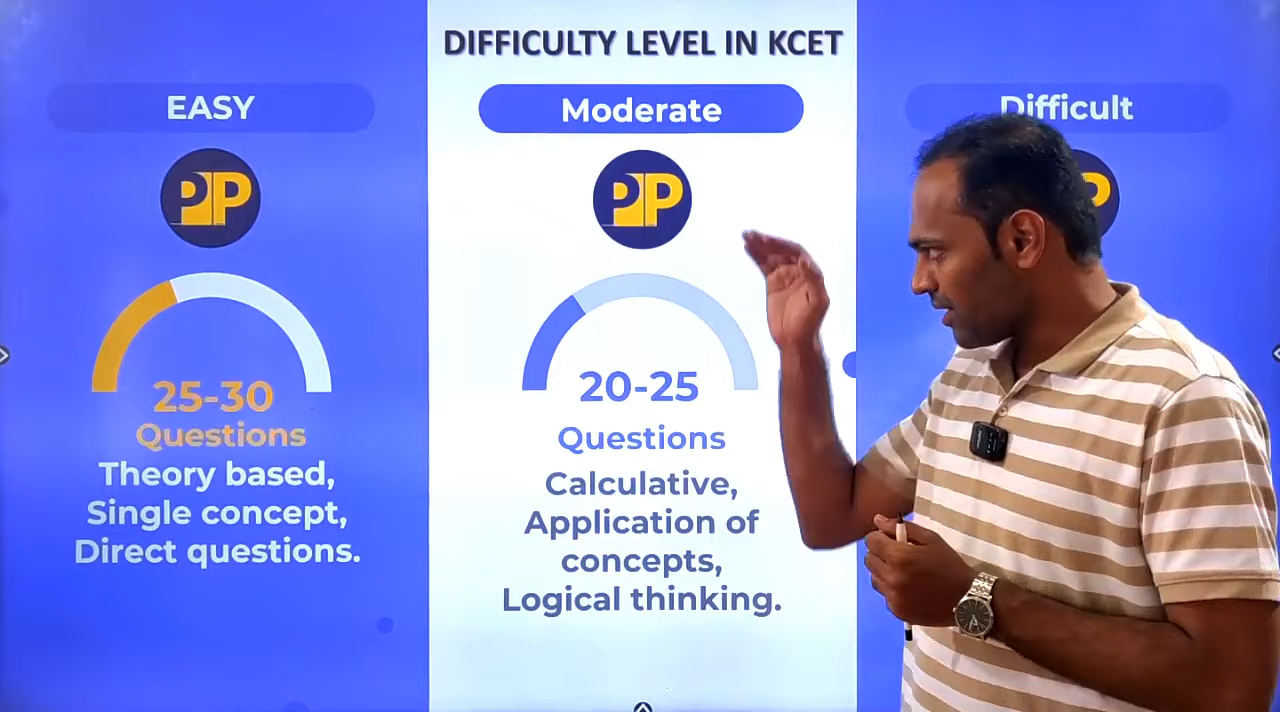 DIFFICULTY LEVEL IN KCET
EASY
PP
25-30
Questions
Theory based,
Single concept,
Direct questions.
Moderate
PP
20-25
Questions
Calculative,
Application of
concepts,
Logical thinking.
Difficult
P